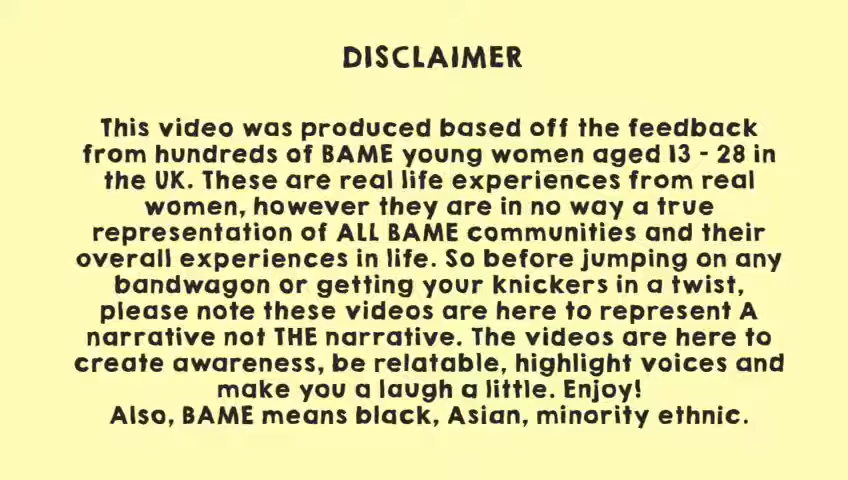 DISCLAIMER
This video was produced based off the feedback
from hundreds of BAME young women aged 13 - 28 in
the UK. These are real life experiences from real
women, however they are in no way a true
representation of ALL BAME communities and their
overall experiences in life. So before jumping on any
bandwagon or getting your knickers in a twist,
please note these videos are here to represent A
narrative not THE narrative. The videos are here to
create awareness, be relatable, highlight voices and
make you a laugh a little. Enjoy!
Also, BAME means black, Asian, minority ethnic.